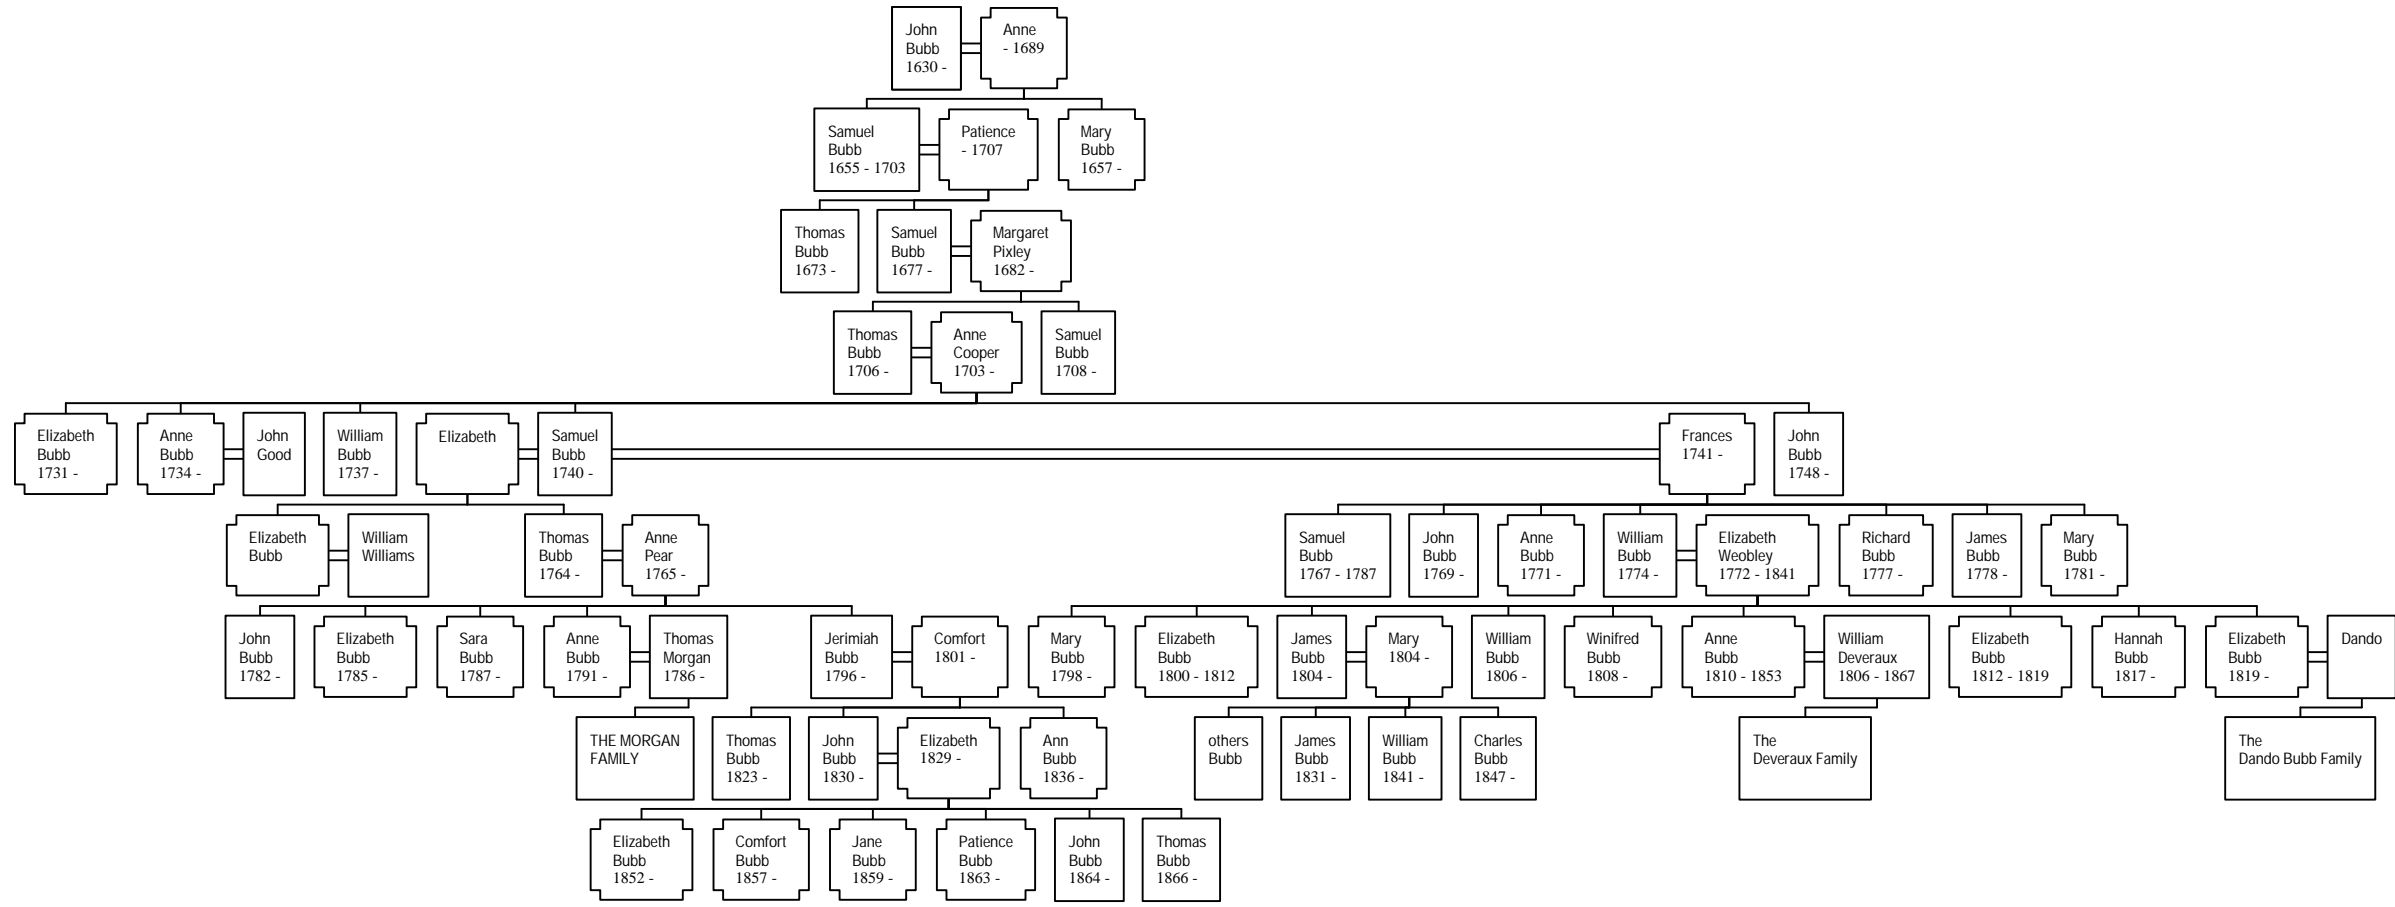 John
Bubb
1630 -
Anne
- 1689
Samuel
Bubb
1655 - 1703
Patience
- 1707
Mary
Bubb
1657 -
Thomas
Bubb
1673 -
Samuel
Bubb
1677 -
Margaret
Pixley
1682 -
Thomas
Bubb
1706 -
Anne
Cooper
1703 -
Samuel
Bubb
1708 -
Elizabeth
Bubb
1731 -
Anne
Bubb
1734 -
John
Good
William
Bubb
1737 -
Elizabeth
Samuel
Bubb
1740 -
Frances
1741 -
John
Bubb
1748 -
Elizabeth
Bubb
William
Williams
Thomas
Bubb
1764 -
Anne
Pear
1765 -
Samuel
Bubb
1767 - 1787
John
Bubb
1769 -
Anne
Bubb
1771 -
William
Bubb
1774 -
Elizabeth
Weobley
1772 - 1841
Richard
Bubb
1777 -
James
Bubb
1778 -
Mary
Bubb
1781 -
John
Bubb
1782 -
Elizabeth
Bubb
1785 -
Sara
Bubb
1787 -
Anne
Bubb
1791 -
Thomas
Morgan
1786 -
Jerimiah
Bubb
1796 -
Comfort
1801 -
Mary
Bubb
1798 -
Elizabeth
Bubb
1800 - 1812
James
Bubb
1804 -
Mary
1804 -
William
Bubb
1806 -
Winifred
Bubb
1808 -
Anne
Bubb
1810 - 1853
William
Deveraux
1806 - 1867
Elizabeth
Bubb
1812 - 1819
Hannah
Bubb
1817 -
Elizabeth
Bubb
1819 -
Dando
THE MORGAN
FAMILY
Thomas
Bubb
1823 -
John
Bubb
1830 -
Elizabeth
1829 -
Ann
Bubb
1836 -
others
Bubb
James
Bubb
1831 -
William
Bubb
1841 -
Charles
Bubb
1847 -
The
Deveraux Family
The
Dando Bubb Family
Elizabeth
Bubb
1852 -
Comfort
Bubb
1857 -
Jane
Bubb
1859 -
Patience
Bubb
1863 -
John
Bubb
1864 -
Thomas
Bubb
1866 -